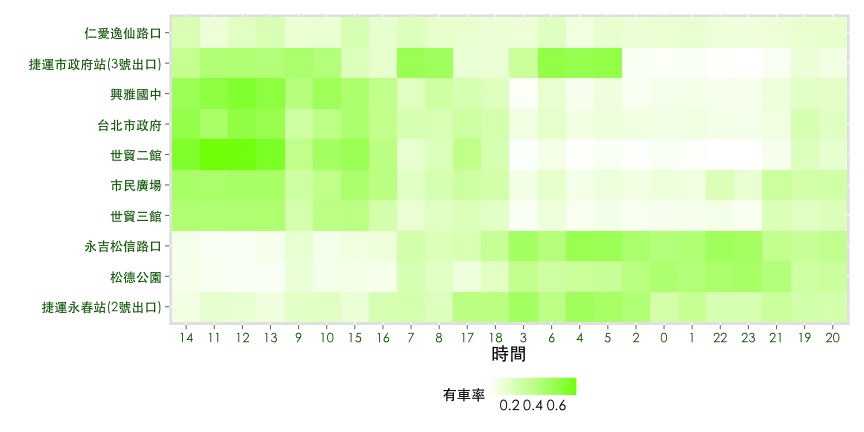 仁愛逸仙路口
捷運市政府站(3號出口)
興雅國中
台北市政府
世貿二館
市民廣場
世貿三館
永吉松信路口
松德公園
捷運永春站(2號出口)
14 11 12 13 9 10 15 16 7 8 17 18 3 6 4 5 2 0 1 22 23 21 19 20
時間
有車率
0.2 0.4 0.6